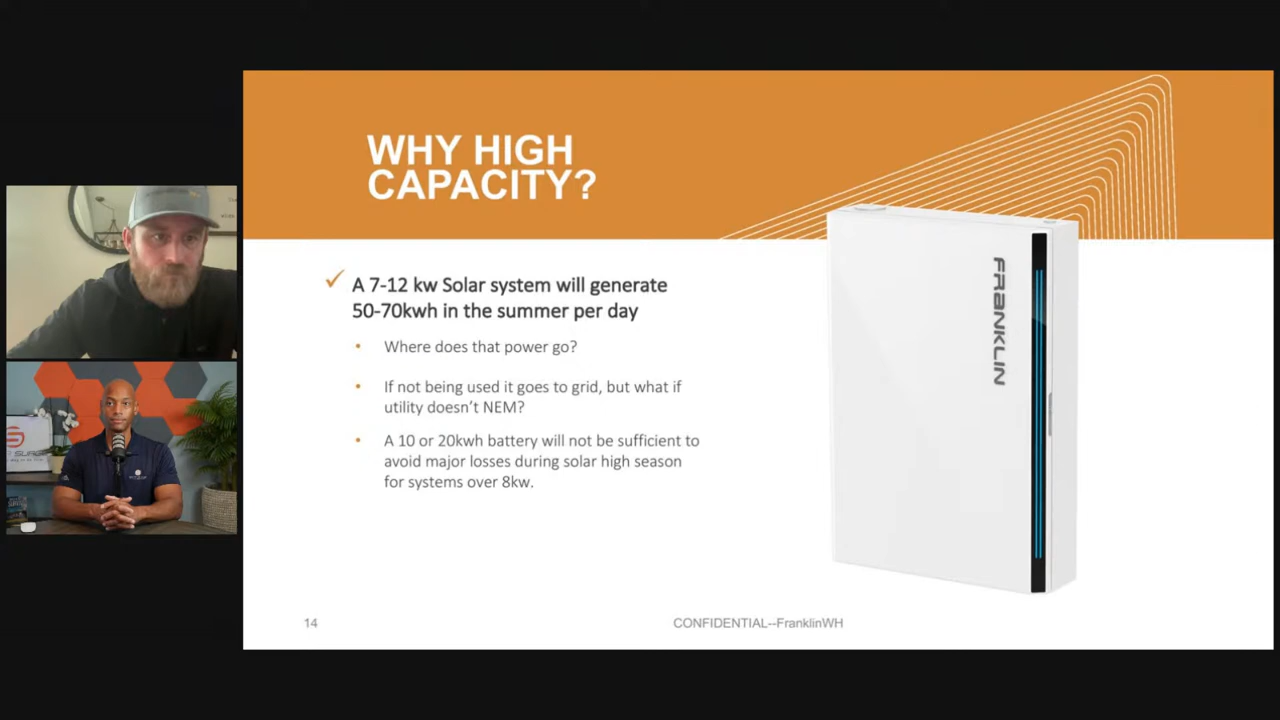 WHY HIGH
CAPACITY?
✓ A 7-12 kw Solar system will generate
50-70kwh in the summer per day
• Where does that power go?
• If not being used it goes to grid, but what if
utility doesn't NEM?
• A 10 or 20kwh battery will not be sufficient to
avoid major losses during solar high season
for systems over 8kw.
FRANKLIN
14
CONFIDENTIAL--FranklinWH